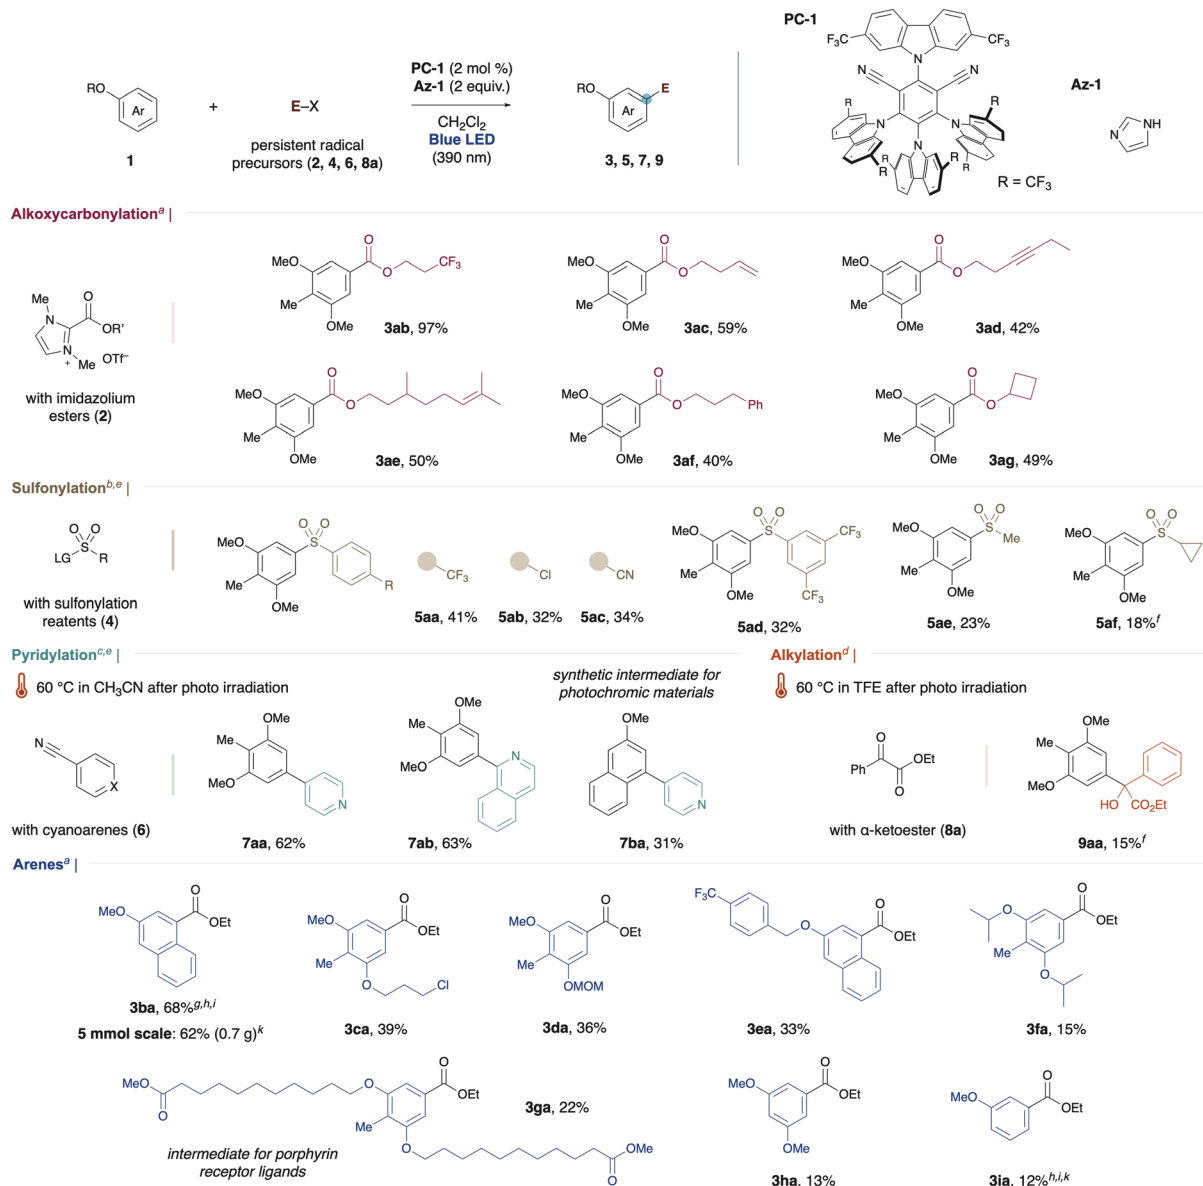 RO
Ar
1
+
E–X
persistent radical
precursors (2, 4, 6, 8a)
PC-1 (2 mol %)
Az-1 (2 equiv.)
CH₂Cl₂
Blue LED
(390 nm)
RO
Ar
E
3, 5, 7, 9
PC-1
F₃C
CF₃
N
CN
CN
R
R
N
N
N
R
R
R
R
R = CF₃
Az-1
N
NH
Alkoxycarbonylationᵃ |
Me
N
O
OR'
N
+
Me
OTf⁻
with imidazolium
esters (2)
MeO
Me
OMe
O
O
CF₃
3ab, 97%
MeO
Me
OMe
O
O
3ac, 59%
MeO
Me
OMe
O
O
3ad, 42%
MeO
Me
OMe
O
O
3ae, 50%
MeO
Me
OMe
O
O
Ph
3af, 40%
MeO
Me
OMe
O
O
3ag, 49%
Sulfonylationᵇ,ᵉ |
O O
LG
S
R
with sulfonylation
reatents (4)
MeO
Me
OMe
O O
S
R
CF₃
5aa, 41%
Cl
5ab, 32%
CN
5ac, 34%
MeO
Me
OMe
O O
S
CF₃
CF₃
5ad, 32%
MeO
Me
OMe
O O
S
Me
5ae, 23%
MeO
Me
OMe
O O
S
5af, 18%ᶠ
Pyridylationᶜ,ᵉ |
60 °C in CH₃CN after photo irradiation
synthetic intermediate for
photochromic materials
Alkylationᵈ |
60 °C in TFE after photo irradiation
N
X
with cyanoarenes (6)
OMe
Me
MeO
N
7aa, 62%
OMe
Me
MeO
N
7ab, 63%
OMe
N
7ba, 31%
O
Ph
OEt
O
with α-ketoester (8a)
OMe
Me
MeO
HO
CO₂Et
9aa, 15%ᶠ
Arenesᵃ |
MeO
O
OEt
3ba, 68%ᵍ,ʰ,ⁱ
5 mmol scale: 62% (0.7 g)ᵏ
MeO
Me
O
Cl
O
OEt
3ca, 39%
MeO
Me
OMOM
O
OEt
3da, 36%
F₃C
O
O
OEt
3ea, 33%
O
Me
O
O
OEt
3fa, 15%
MeO
O
O
Me
O
O
OEt
OMe
O
3ga, 22%
intermediate for porphyrin
receptor ligands
MeO
OMe
O
OEt
3ha, 13%
MeO
O
OEt
3ia, 12%ʰ,ⁱ,ᵏ